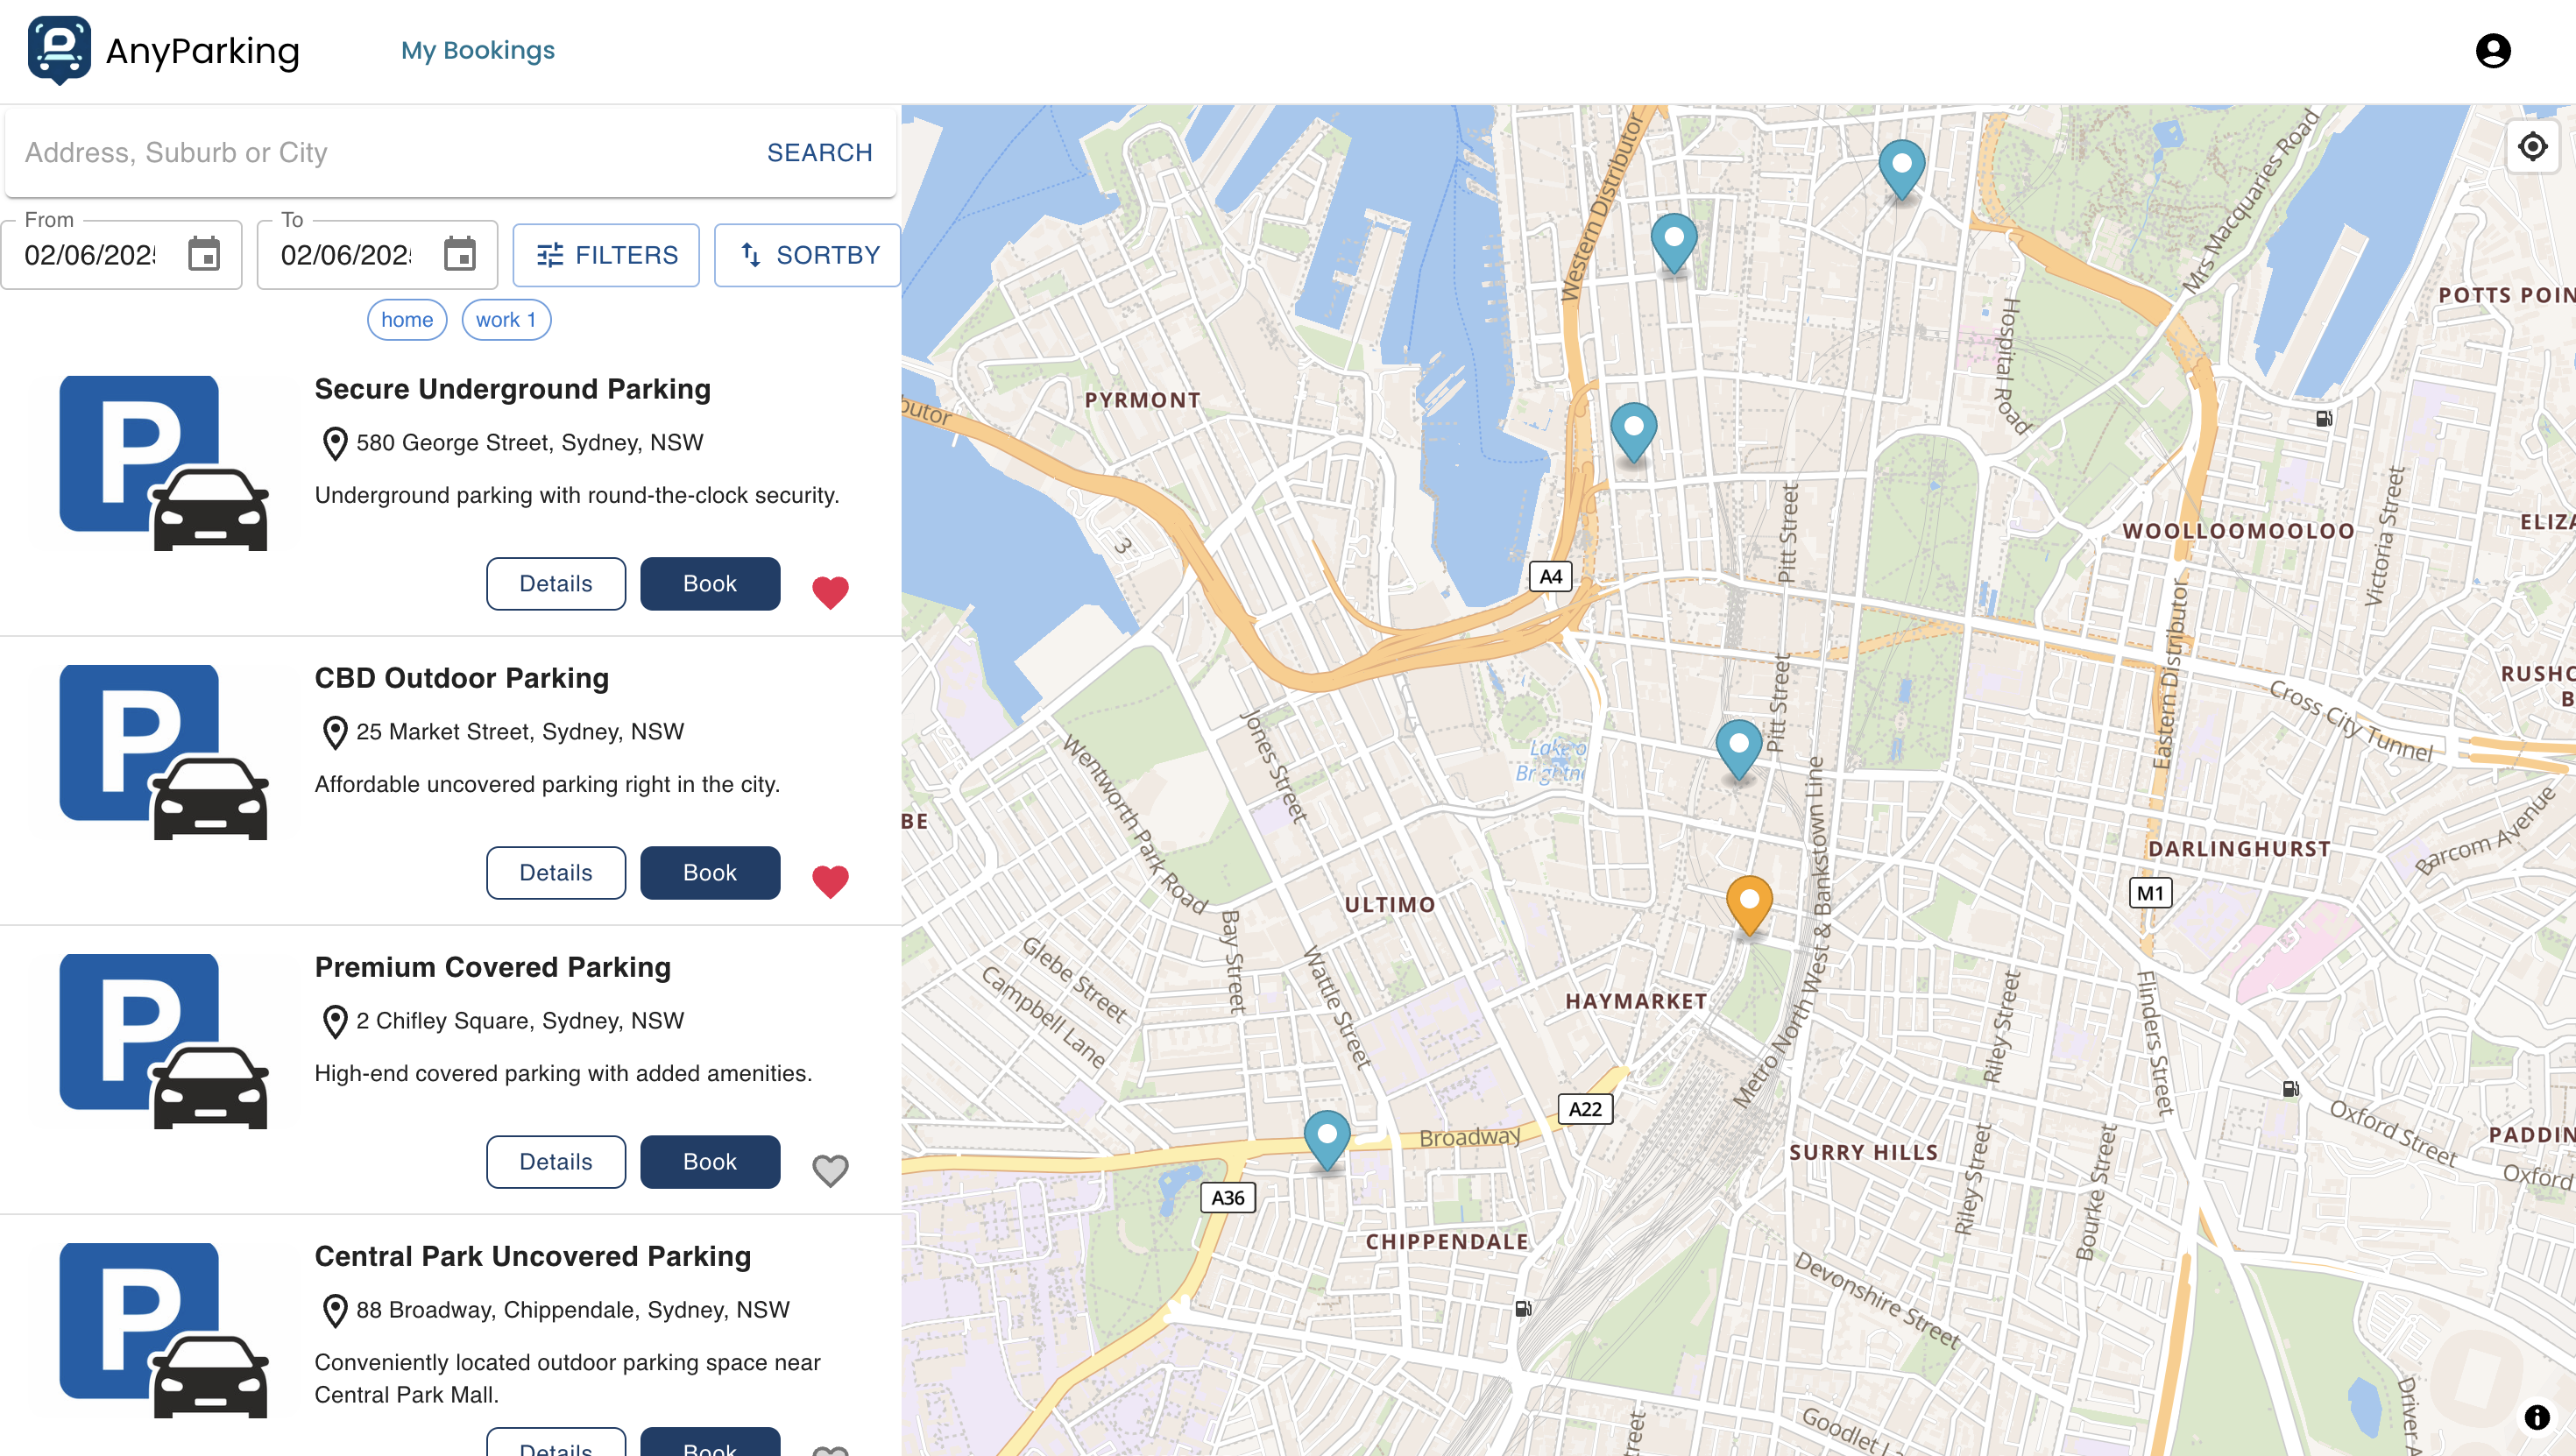 AnyParking
My Bookings
Address, Suburb or City
SEARCH
From
02/06/202
To
02/06/202
FILTERS
SORTBY
home
work 1
P
Secure Underground Parking
580 George Street, Sydney, NSW
Underground parking with round-the-clock security.
Details
Book
P
CBD Outdoor Parking
25 Market Street, Sydney, NSW
Affordable uncovered parking right in the city.
Details
Book
P
Premium Covered Parking
2 Chifley Square, Sydney, NSW
High-end covered parking with added amenities.
Details
Book
P
Central Park Uncovered Parking
88 Broadway, Chippendale, Sydney, NSW
Conveniently located outdoor parking space near
Central Park Mall.
Details
Book
Western Distributor
Mrs Macquaries Road
POTTS POIN
Hospital Road
PYRMONT
butor
3
Pitt Street
WOOLLOOMOOLOO
Victoria Street
ELIZA
A4
Eastern Distributor
Pitt Street
RUSHC
B
Cross City Tunnel
Jones Street
Wentworth Park Road
Lake o
Brightne
BE
Metro North West & Bankstown Line
DARLINGHURST
Barcom Avenue
M1
ULTIMO
Bay Street
Glebe Street
Campbell Lane
Wattle Street
HAYMARKET
Riley Street
Flinders Street
A22
Broadway
SURRY HILLS
Oxford Street
PADDIN
Oxford
A36
Riley Street
Bourke Street
CHIPPENDALE
Devonshire Street
Driver A
Goodlet La
treet